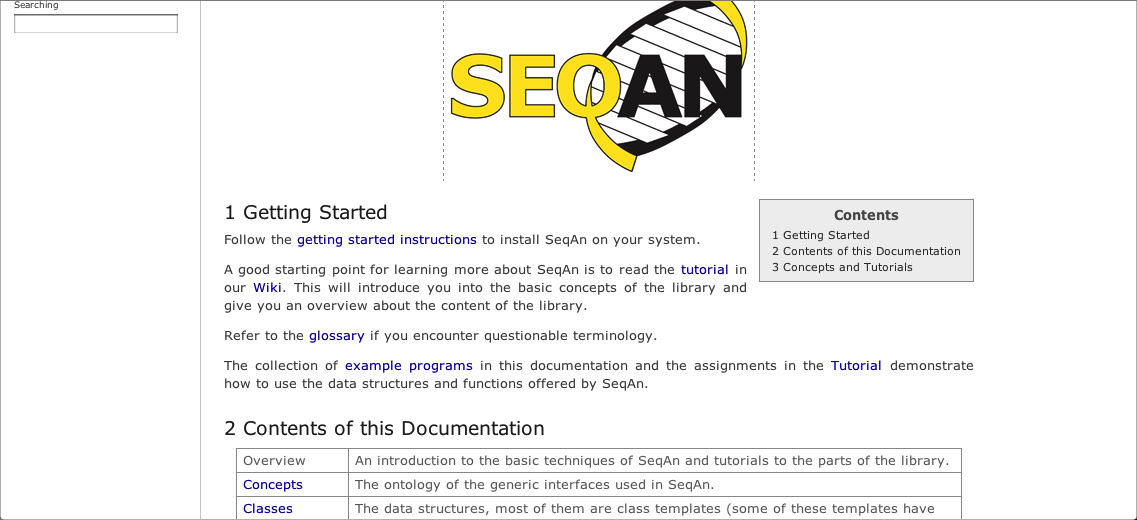 Searching
SEQAN
1 Getting Started
Contents
1 Getting Started
2 Contents of this Documentation
3 Concepts and Tutorials
Follow the getting started instructions to install SeqAn on your system.
A good starting point for learning more about SeqAn is to read the tutorial in
our Wiki. This will introduce you into the basic concepts of the library and
give you an overview about the content of the library.
Refer to the glossary if you encounter questionable terminology.
The collection of example programs in this documentation and the assignments in the Tutorial demonstrate
how to use the data structures and functions offered by SeqAn.
2 Contents of this Documentation
Overview An introduction to the basic techniques of SeqAn and tutorials to the parts of the library.
Concepts The ontology of the generic interfaces used in SeqAn.
Classes The data structures, most of them are class templates (some of these templates have